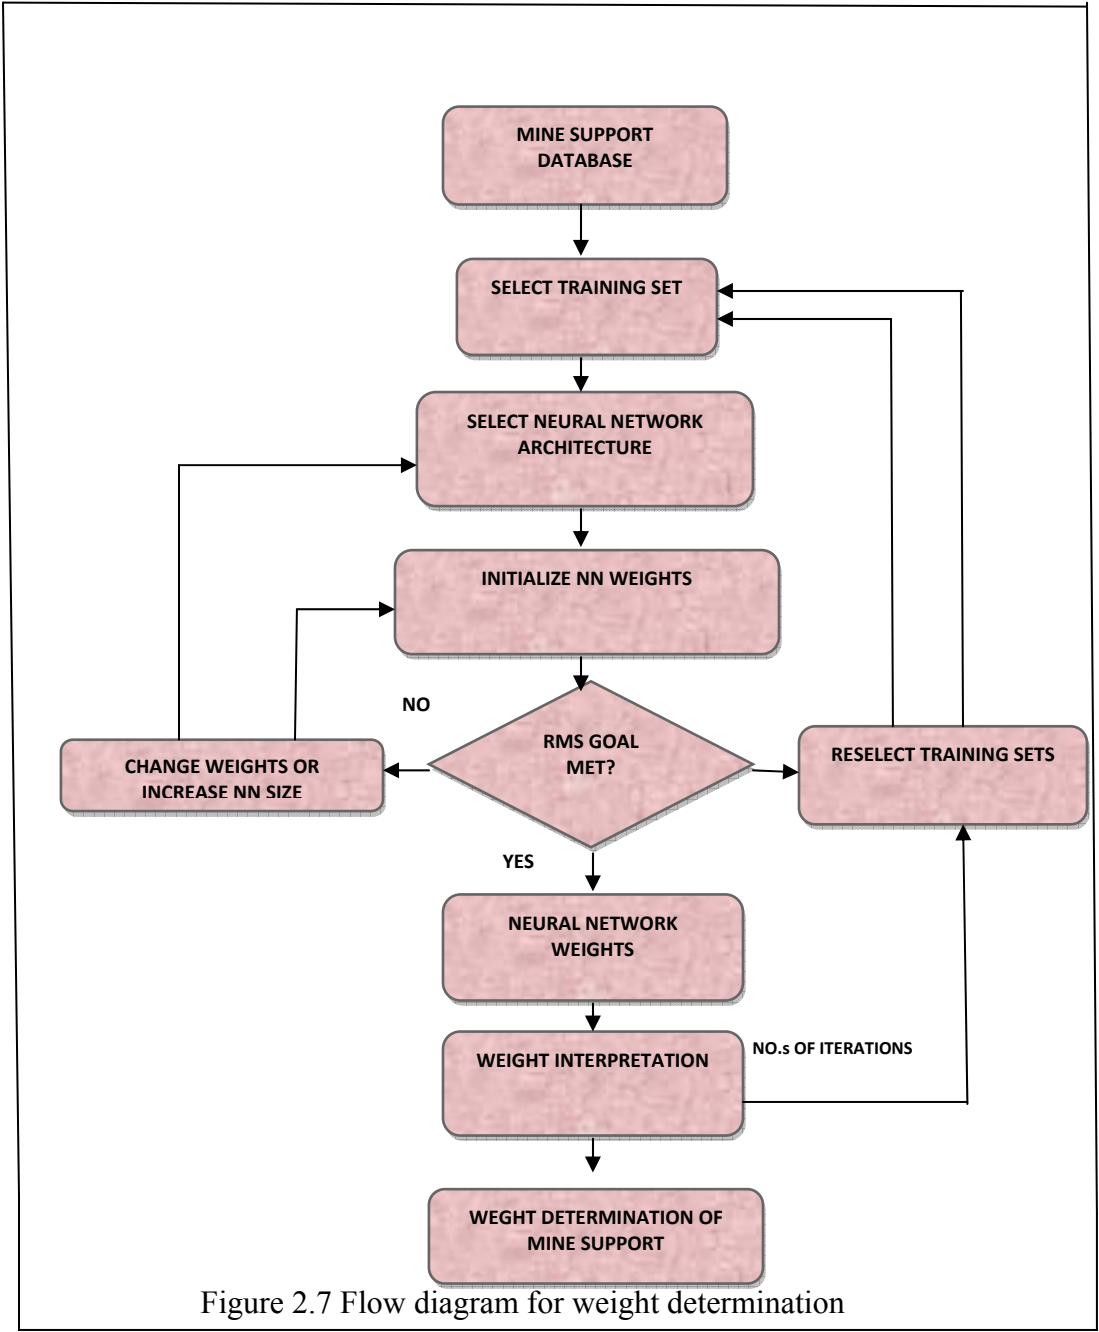 MINE SUPPORT
DATABASE
SELECT TRAINING SET
SELECT NEURAL NETWORK
ARCHITECTURE
INITIALIZE NN WEIGHTS
NO
RMS GOAL
MET?
CHANGE WEIGHTS OR
INCREASE NN SIZE
RESELECT TRAINING SETS
YES
NEURAL NETWORK
WEIGHTS
WEIGHT INTERPRETATION
NO.s OF ITERATIONS
WEGHT DETERMINATION OF
MINE SUPPORT
Figure 2.7 Flow diagram for weight determination